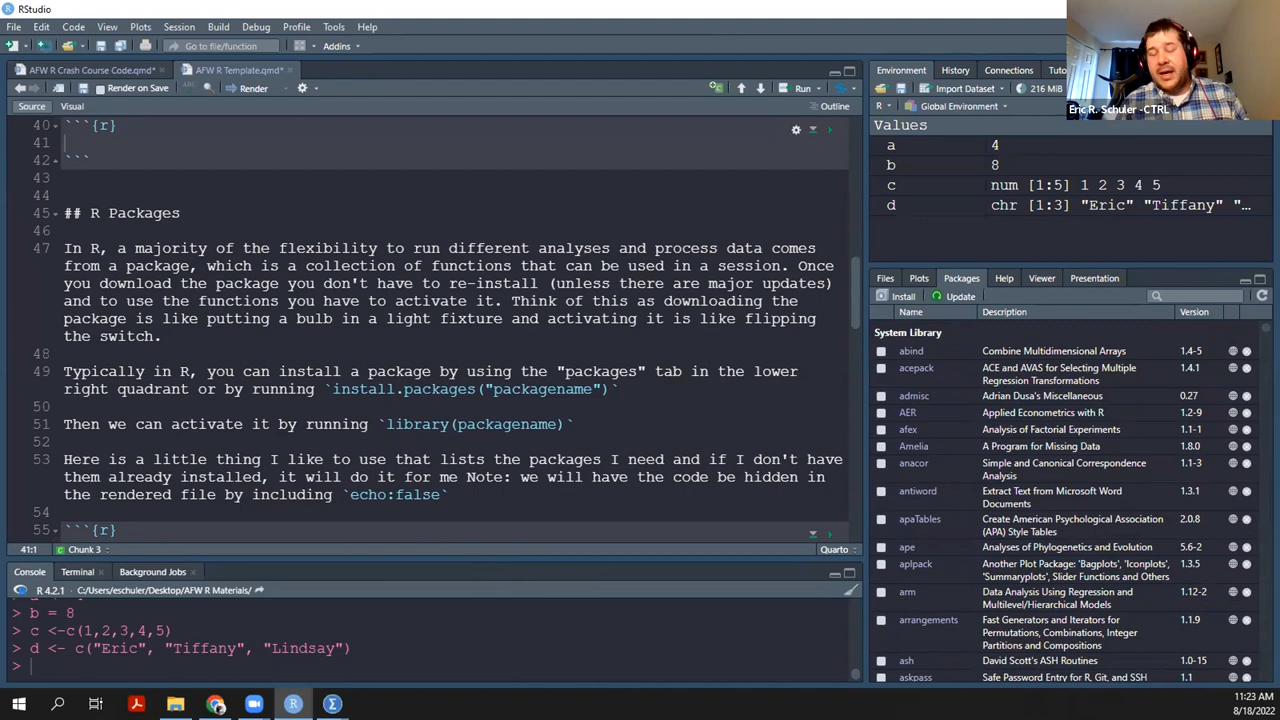 RStudio
File Edit Code View Plots Session Build Debug Profile Tools Help
Go to file/function Addins
AFW R Crash Course Code.qmd* AFW R Template.qmd*
Render on Save Render Run
Source Visual Outline
40 ```{r}
41
42 ```
43
44
45 ## R Packages
46
47 In R, a majority of the flexibility to run different analyses and process data comes
from a package, which is a collection of functions that can be used in a session. Once
you download the package you don't have to re-install (unless there are major updates)
and to use the functions you have to activate it. Think of this as downloading the
package is like putting a bulb in a light fixture and activating it is like flipping
the switch.
48
49 Typically in R, you can install a package by using the "packages" tab in the lower
right quadrant or by running `install.packages("packagename")`
50
51 Then we can activate it by running `library(packagename)`
52
53 Here is a little thing I like to use that lists the packages I need and if I don't have
them already installed, it will do it for me Note: we will have the code be hidden in
the rendered file by including `echo:false`
54
55 ```{r}
41:1 Chunk 3 Quarto
Console Terminal Background Jobs
R 4.2.1 · C:/Users/eschuler/Desktop/AFW R Materials/
> b = 8
> c <-c(1,2,3,4,5)
> d <- c("Eric", "Tiffany", "Lindsay")
>
Eric R. Schuler -CTRL
Environment History Connections Tuto
Import Dataset 216 MiB
R Global Environment
Values
a 4
b 8
c num [1:5] 1 2 3 4 5
d chr [1:3] "Eric" "Tiffany" "…
Files Plots Packages Help Viewer Presentation
Install Update
Name Description Version
System Library
abind Combine Multidimensional Arrays 1.4-5
acepack ACE and AVAS for Selecting Multiple 1.4.1
Regression Transformations
admisc Adrian Dusa's Miscellaneous 0.27
AER Applied Econometrics with R 1.2-9
afex Analysis of Factorial Experiments 1.1-1
Amelia A Program for Missing Data 1.8.0
anacor Simple and Canonical Correspondence 1.1-3
Analysis
antiword Extract Text from Microsoft Word 1.3.1
Documents
apaTables Create American Psychological Association 2.0.8
(APA) Style Tables
ape Analyses of Phylogenetics and Evolution 5.6-2
aplpack Another Plot Package: 'Bagplots', 'Iconplots', 1.3.5
'Summaryplots', Slider Functions and Others
arm Data Analysis Using Regression and 1.12-2
Multilevel/Hierarchical Models
arrangements Fast Generators and Iterators for 1.1.9
Permutations, Combinations, Integer
Partitions and Compositions
ash David Scott's ASH Routines 1.0-15
askpass Safe Password Entry for R, Git, and SSH 1.1
11:23 AM
8/18/2022